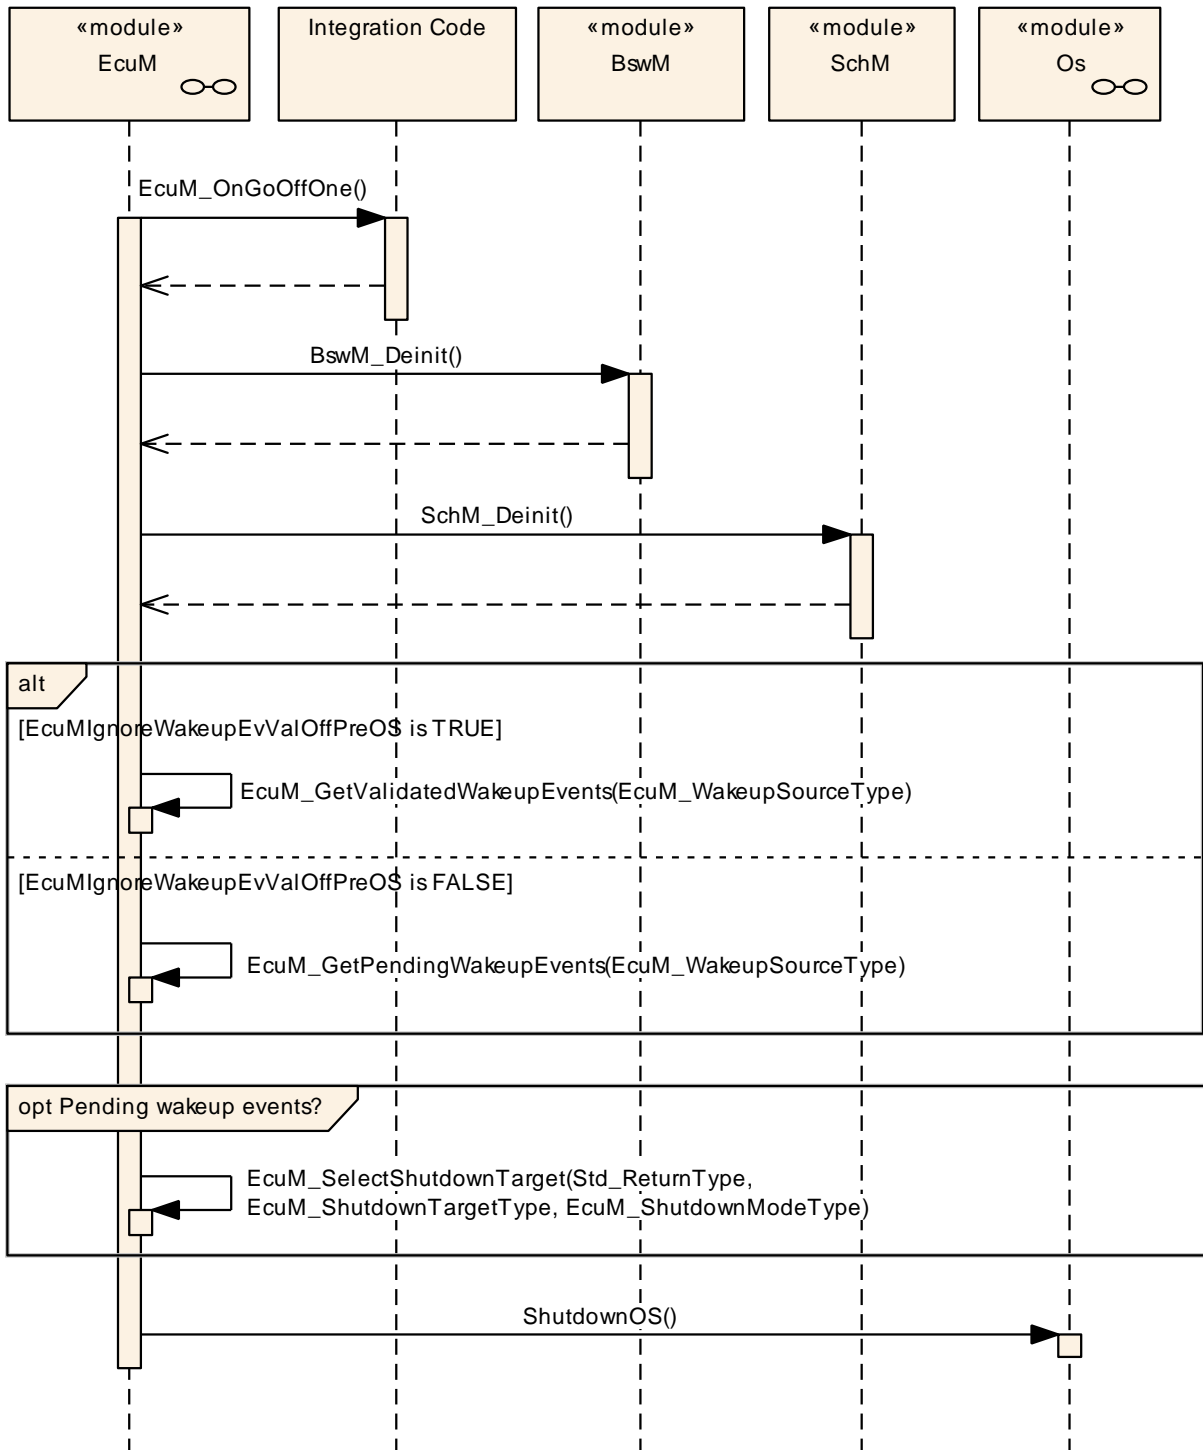 «module»
EcuM
Integration Code
«module»
BswM
«module»
SchM
«module»
Os
EcuM_OnGoOffOne()
BswM_Deinit()
SchM_Deinit()
alt
[EcuMIgnoreWakeupEvValOffPreOS is TRUE]
EcuM_GetValidatedWakeupEvents(EcuM_WakeupSourceType)
[EcuMIgnoreWakeupEvValOffPreOS is FALSE]
EcuM_GetPendingWakeupEvents(EcuM_WakeupSourceType)
opt Pending wakeup events?
EcuM_SelectShutdownTarget(Std_ReturnType,
EcuM_ShutdownTargetType, EcuM_ShutdownModeType)
ShutdownOS()